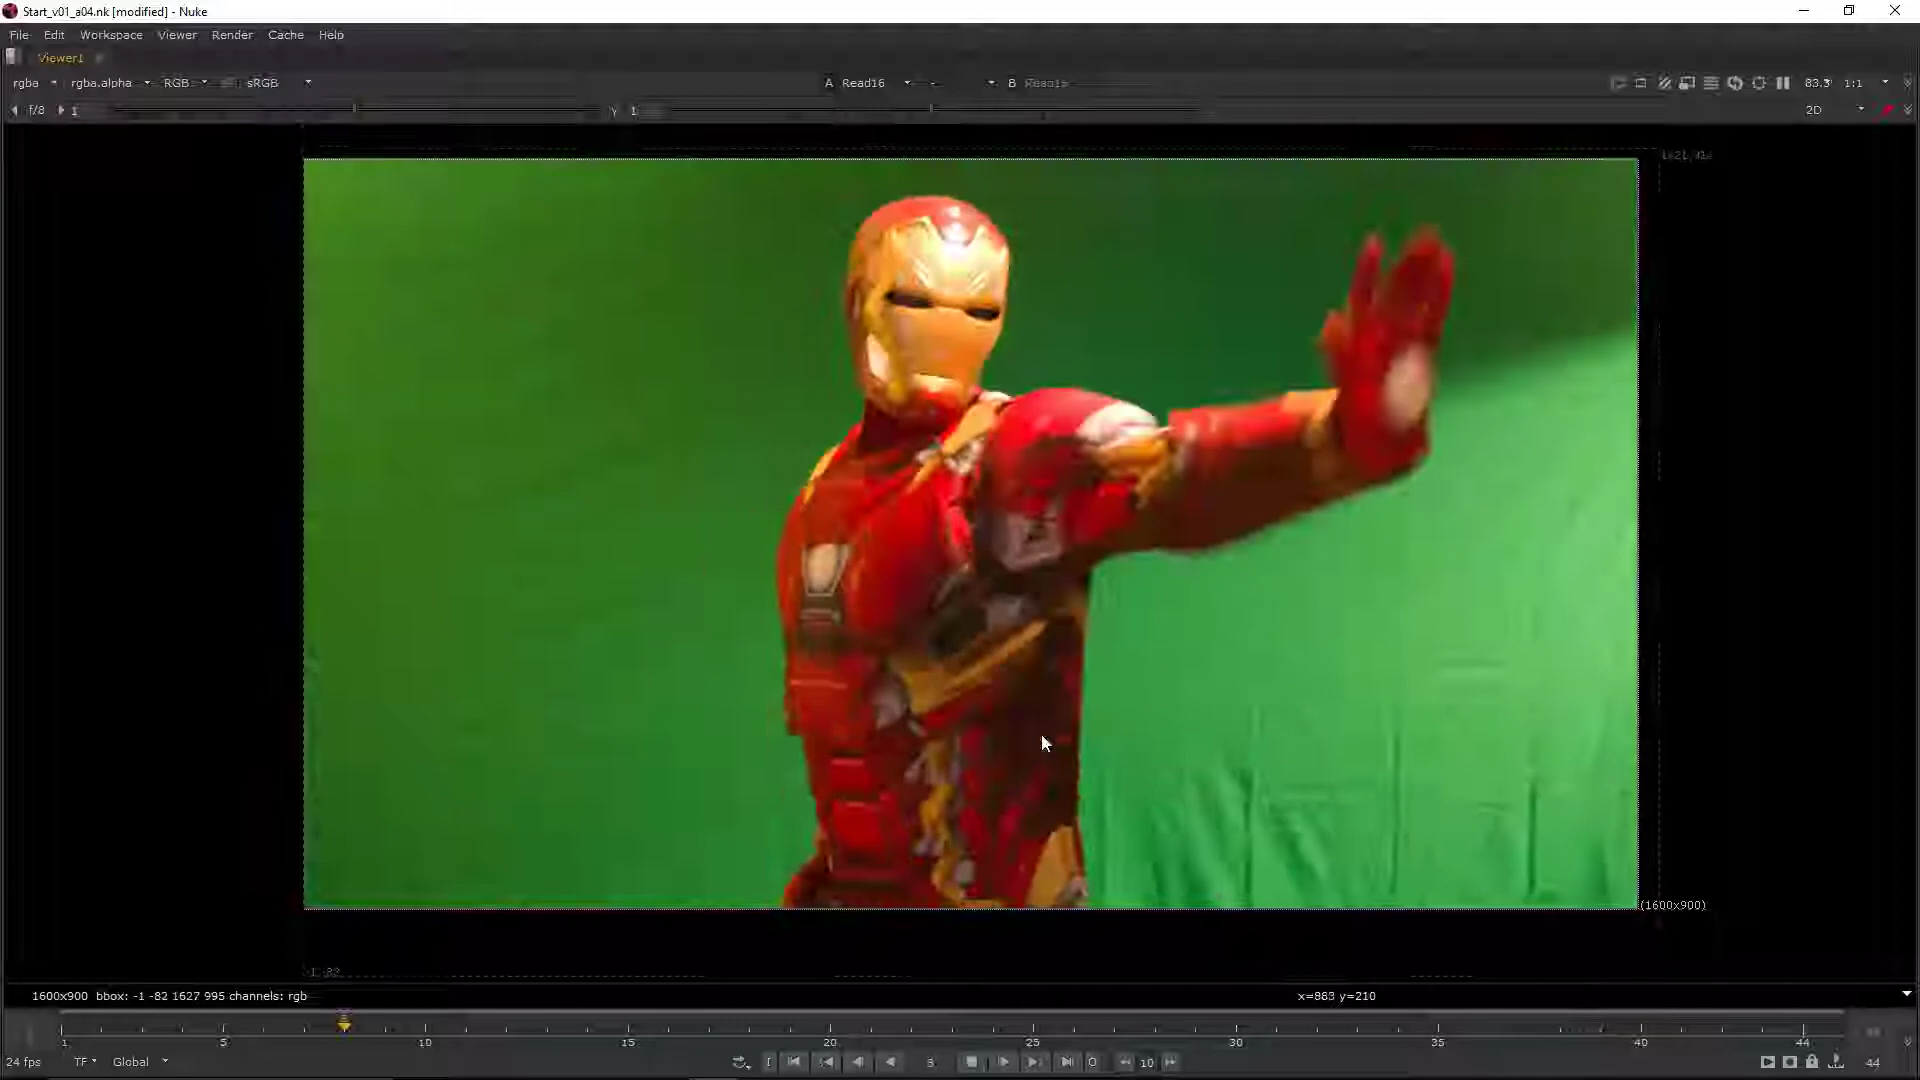 Start_v01_a04.nk [modified] - Nuke
File Edit Workspace Viewer Render Cache Help
Viewer1
rgba rgba.alpha RGB sRGB A Read16 - B 1:1
f/8 1 γ 1 2D
(1600x900)
1600x900 bbox: -1 -82 1627 995 channels: rgb x=863 y=210
1 5 10 15 20 25 30 35 40 44
24 fps TF Global 10 44